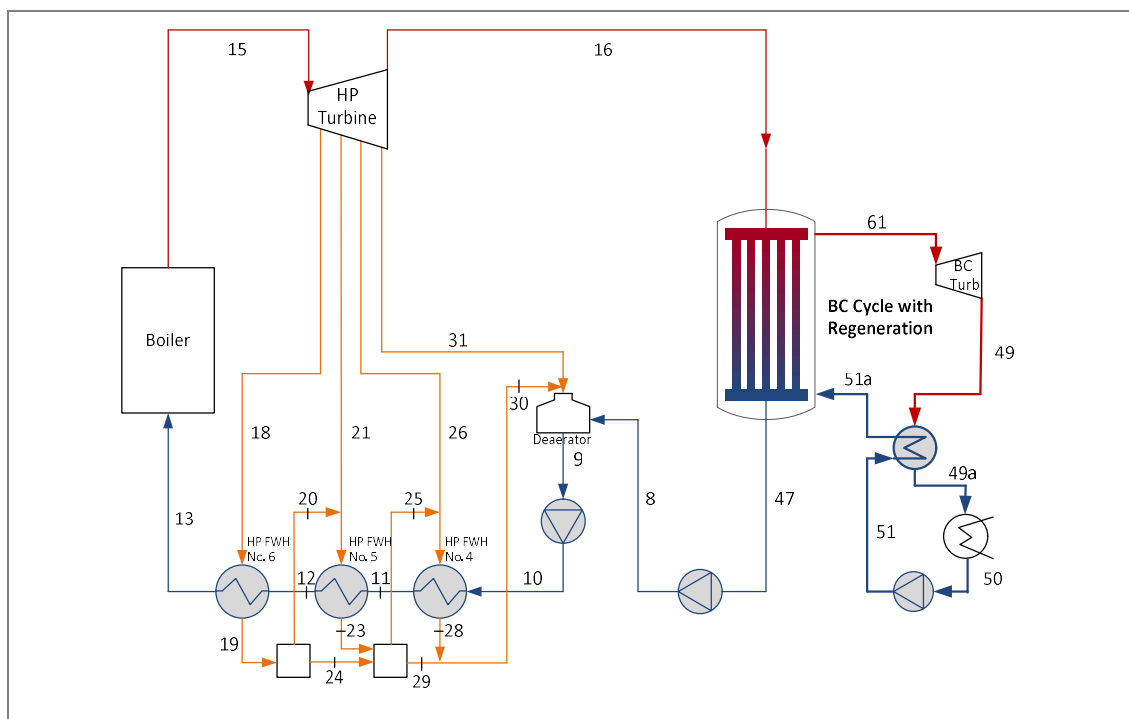 15
16
HP
Turbine
61
BC
Turb
Boiler
BC Cycle with
Regeneration
31
49
51a
30
Deaerator
18
21
26
9
49a
13
20
25
8
47
51
HP FWH
No. 6
HP FWH
No. 5
HP FWH
No. 4
12
11
10
50
19
23
28
24
29